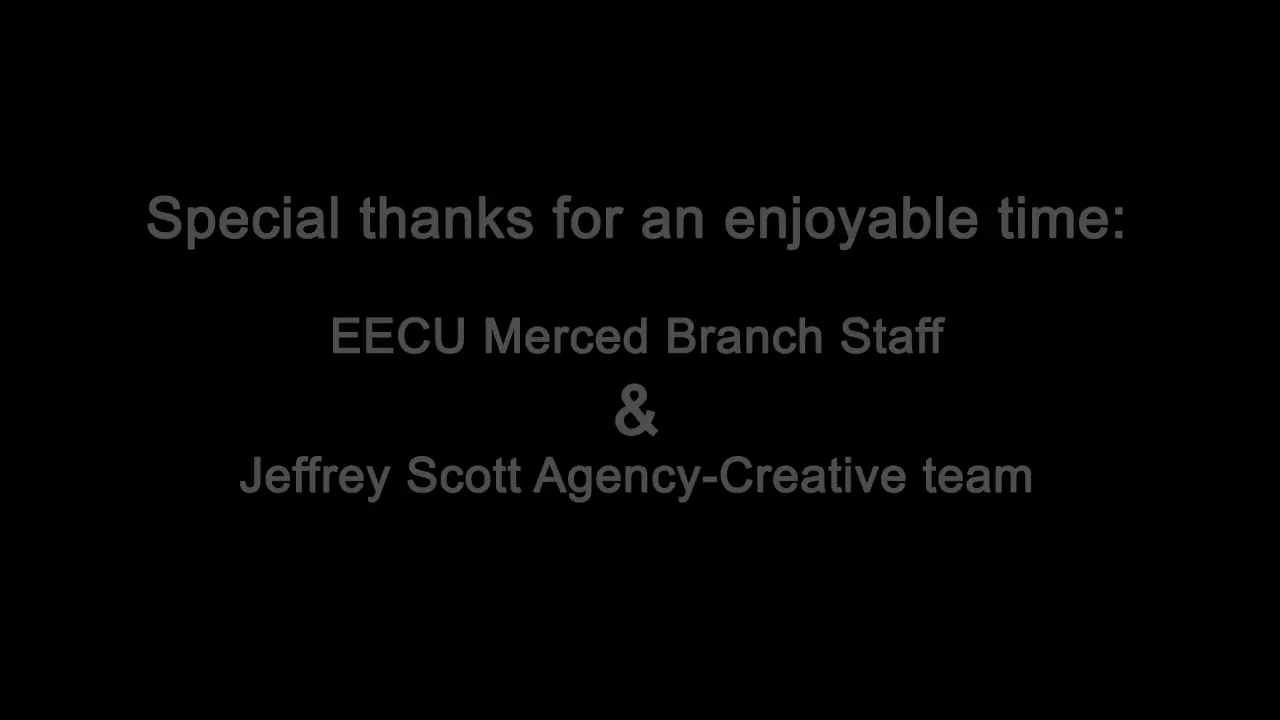 Special thanks for an enjoyable time:
EECU Merced Branch Staff
&
Jeffrey Scott Agency-Creative team